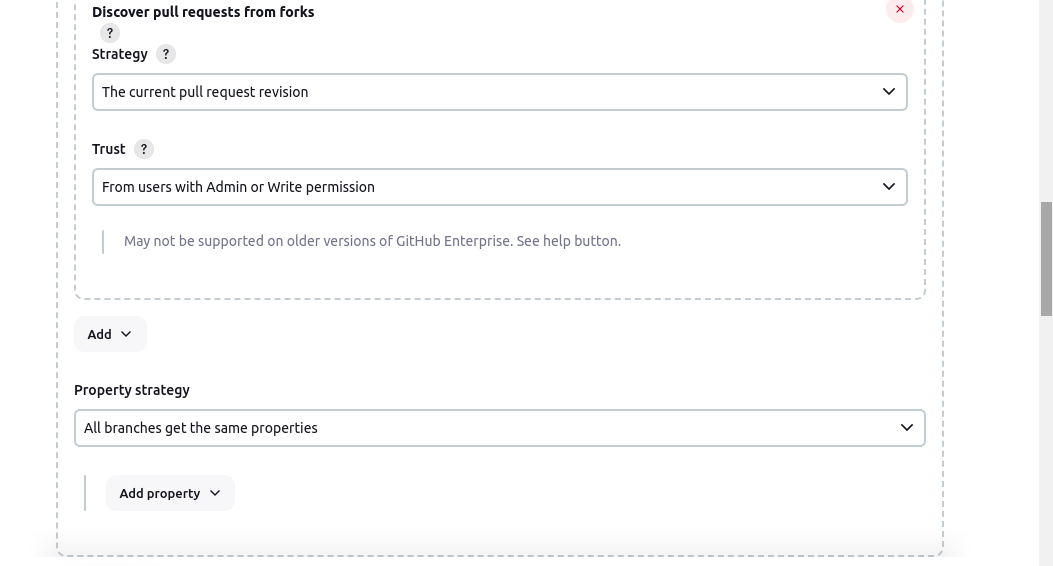 Discover pull requests from forks
?
Strategy ?
The current pull request revision
Trust ?
From users with Admin or Write permission
May not be supported on older versions of GitHub Enterprise. See help button.
Add
Property strategy
All branches get the same properties
Add property